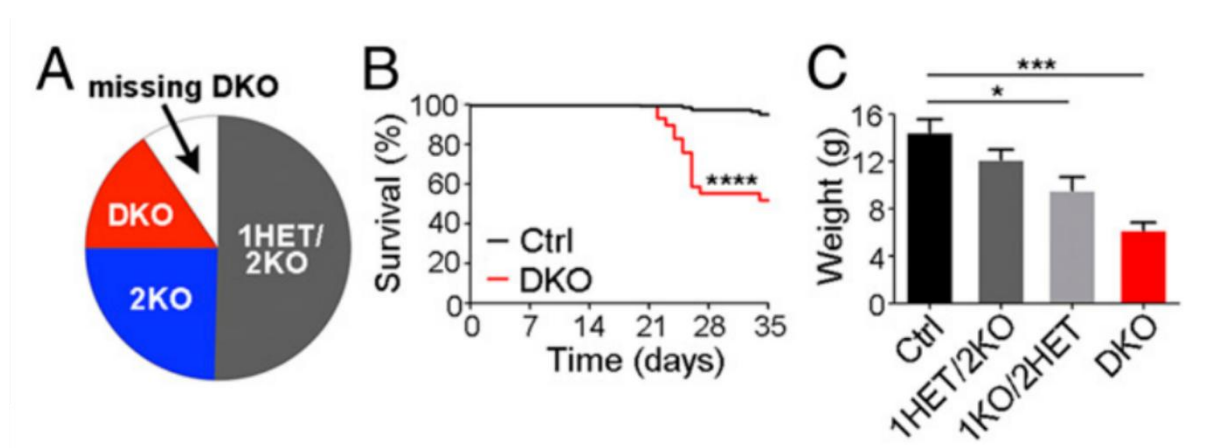 A
missing DKO
DKO
1HET/
2KO
2KO
B
Survival (%)
100
80
60
40
20
0
****
Ctrl
DKO
0 7 14 21 28 35
Time (days)
C
***
*
Weight (g)
16
12
8
4
0
Ctrl
1HET/2KO
1KO/2HET
DKO